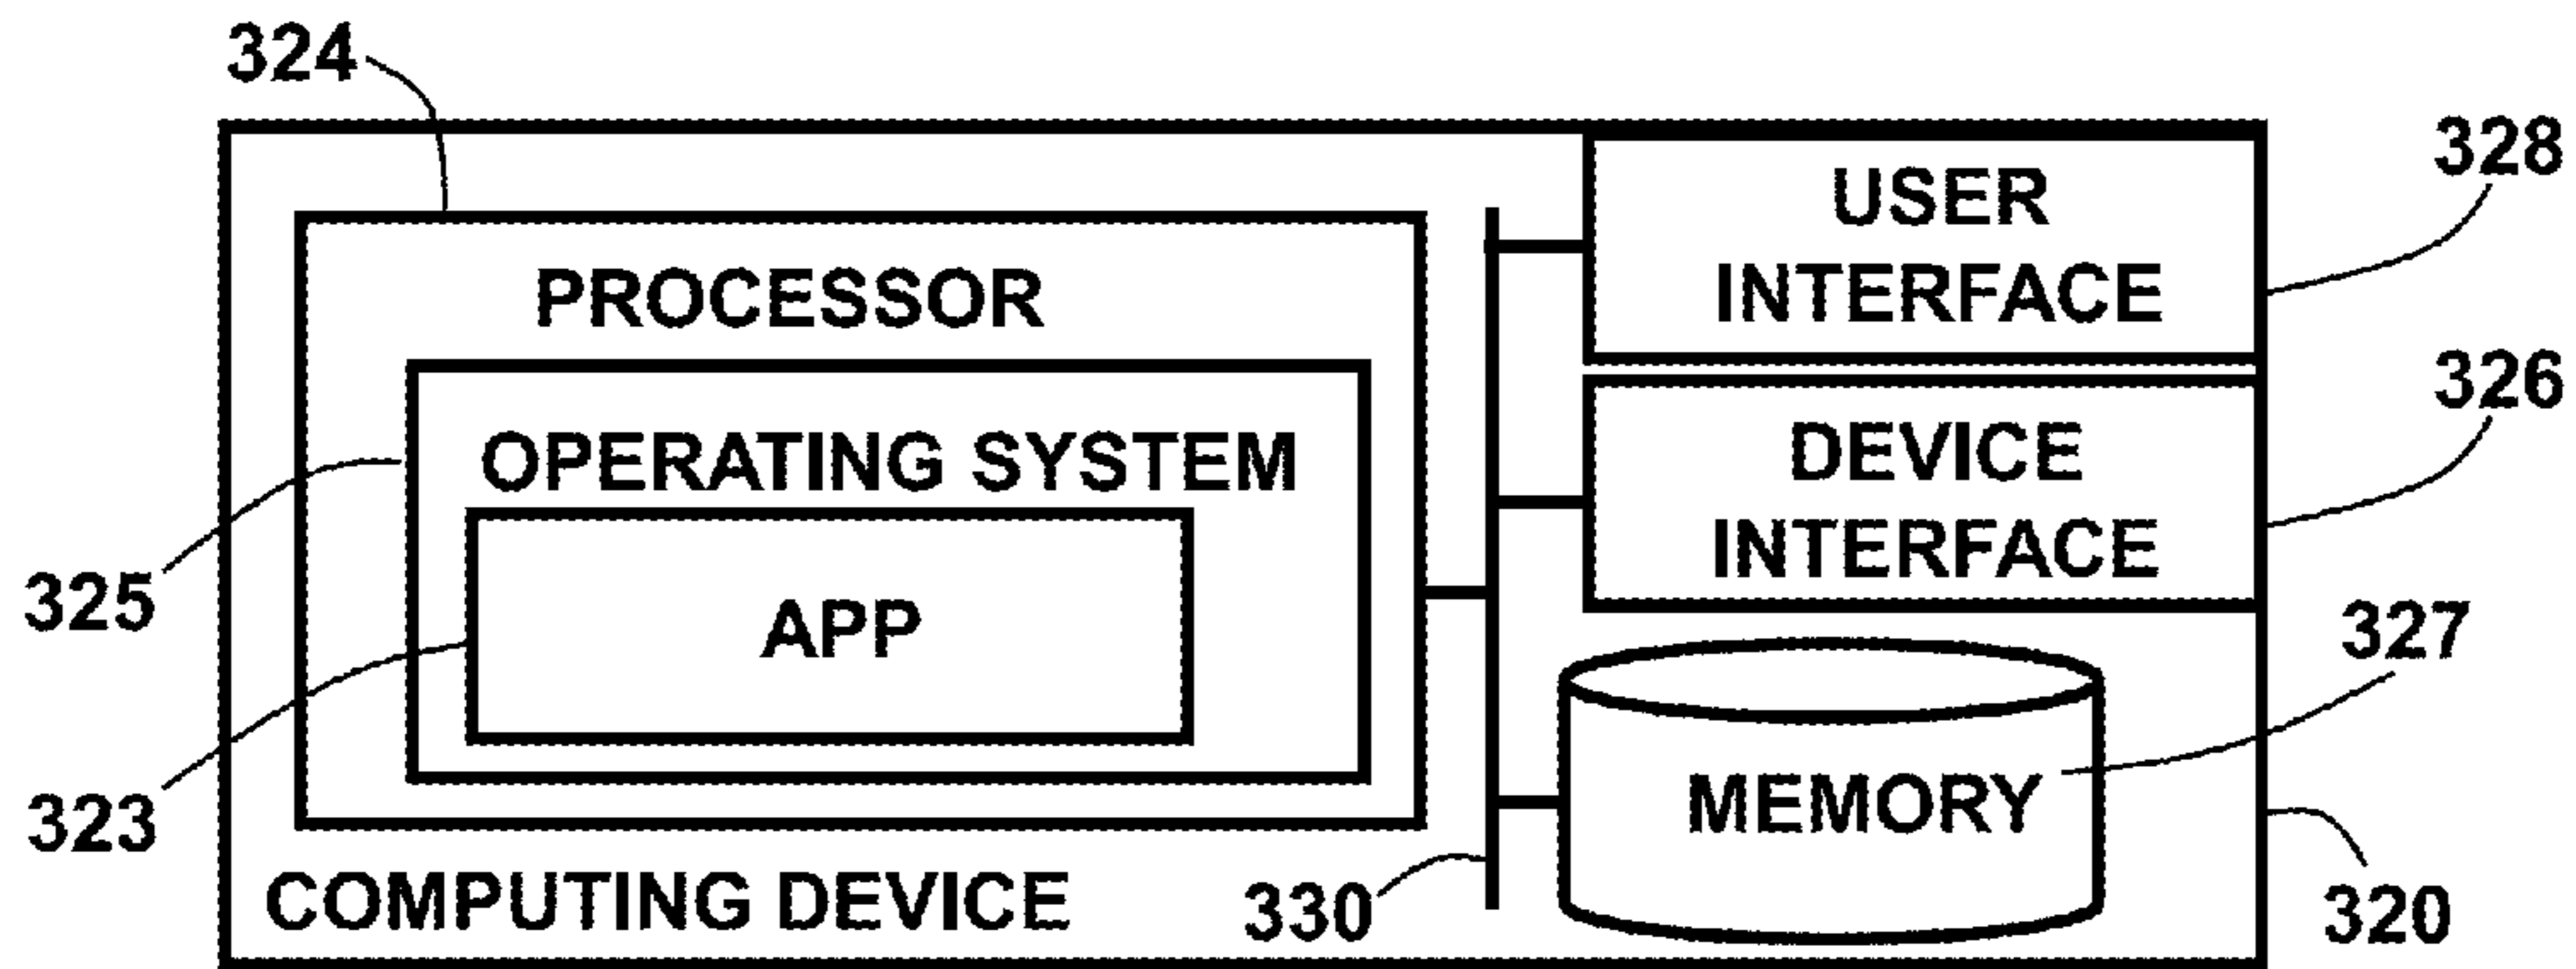 324
328
USER
INTERFACE
PROCESSOR
326
OPERATING SYSTEM
DEVICE
INTERFACE
325
APP
327
MEMORY
323
COMPUTING DEVICE
330
320